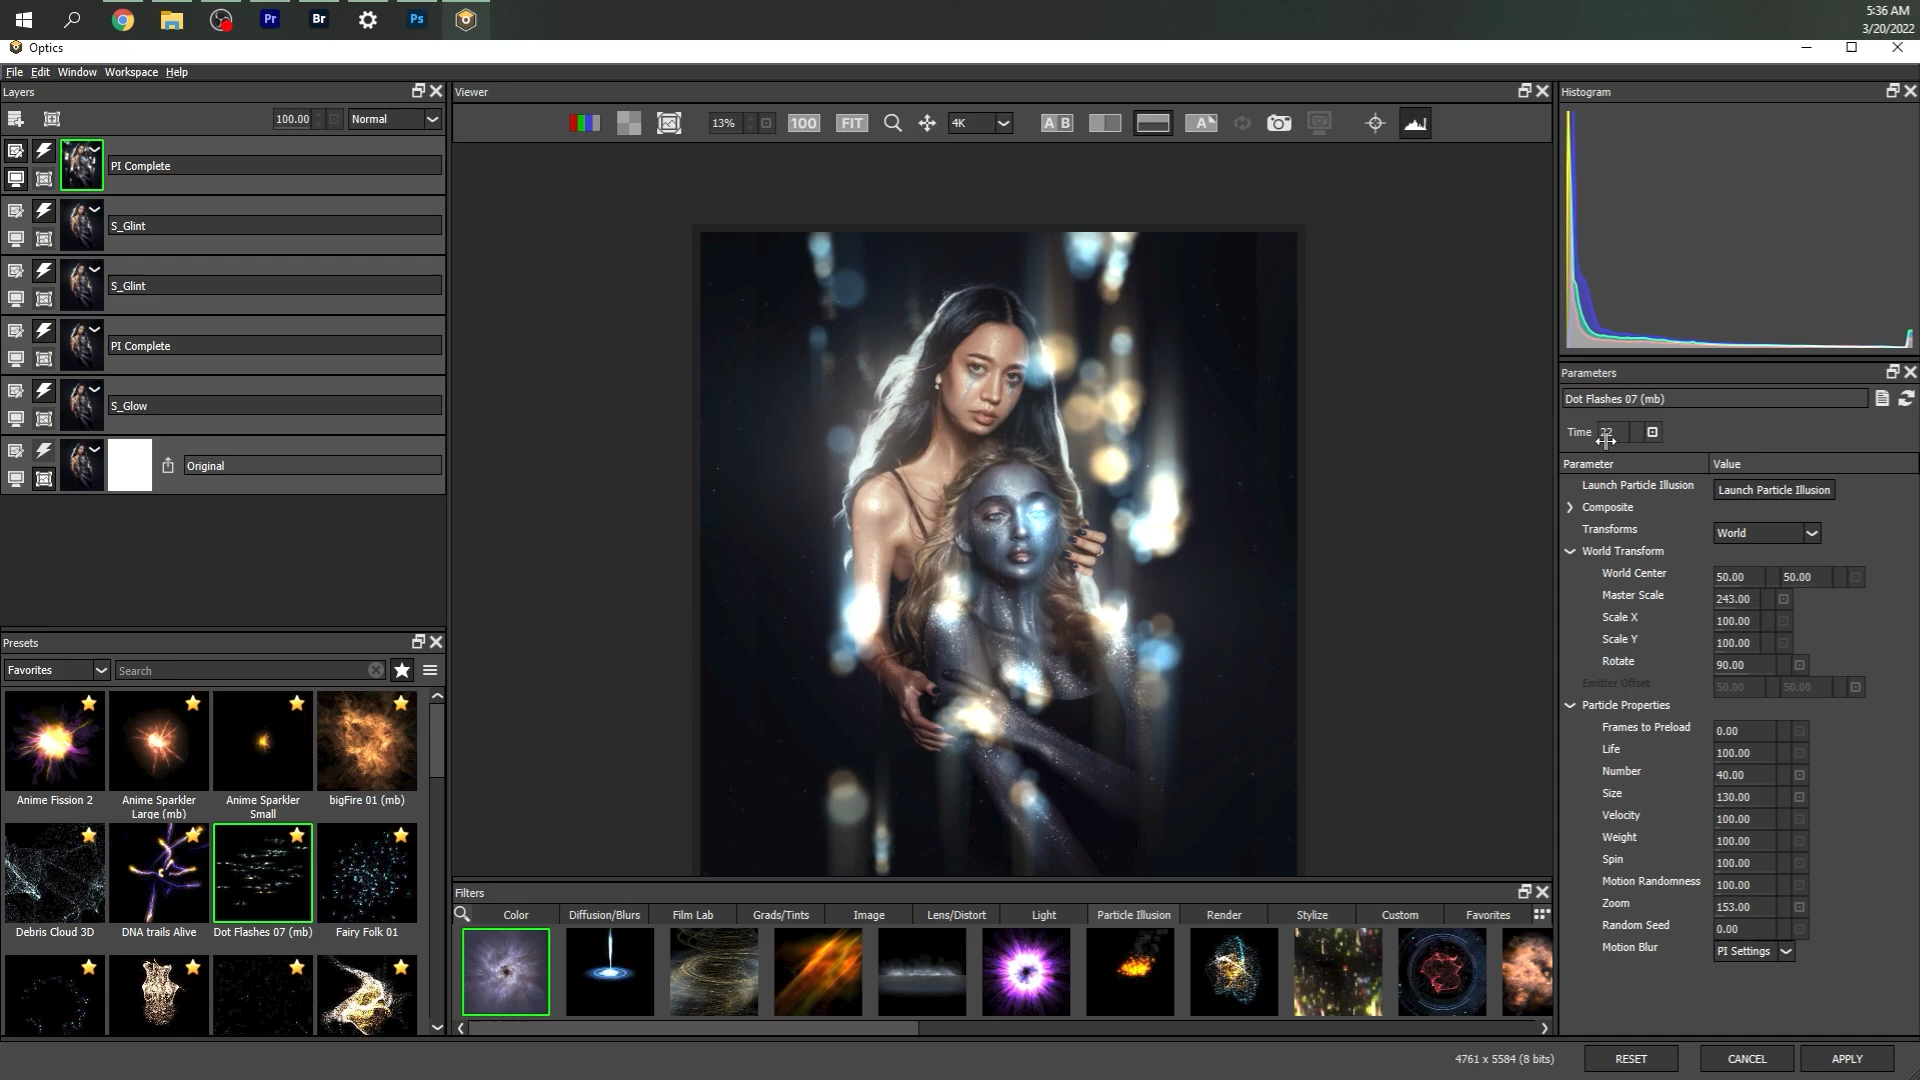 Pr
Br
Ps
5:36 AM
3/20/2022
Optics
File Edit Window Workspace Help
Layers
100.00 Normal
PI Complete
S_Glint
S_Glint
PI Complete
S_Glow
Original
Presets
Favorites Search
Anime Fission 2
Anime Sparkler
Large (mb)
Anime Sparkler
Small
bigFire 01 (mb)
Debris Cloud 3D
DNA trails Alive
Dot Flashes 07 (mb)
Fairy Folk 01
Viewer
13% 100 FIT 4K A B A
Filters
Color Diffusion/Blurs Film Lab Grads/Tints Image Lens/Distort Light Particle Illusion Render Stylize Custom Favorites
Histogram
Parameters
Dot Flashes 07 (mb)
Time 22
Parameter Value
Launch Particle Illusion Launch Particle Illusion
Composite
Transforms World
World Transform
World Center 50.00 50.00
Master Scale 243.00
Scale X 100.00
Scale Y 100.00
Rotate 90.00
Emitter Offset 50.00 50.00
Particle Properties
Frames to Preload 0.00
Life 100.00
Number 40.00
Size 130.00
Velocity 100.00
Weight 100.00
Spin 100.00
Motion Randomness 100.00
Zoom 153.00
Random Seed 0.00
Motion Blur PI Settings
4761 x 5584 (8 bits) RESET CANCEL APPLY